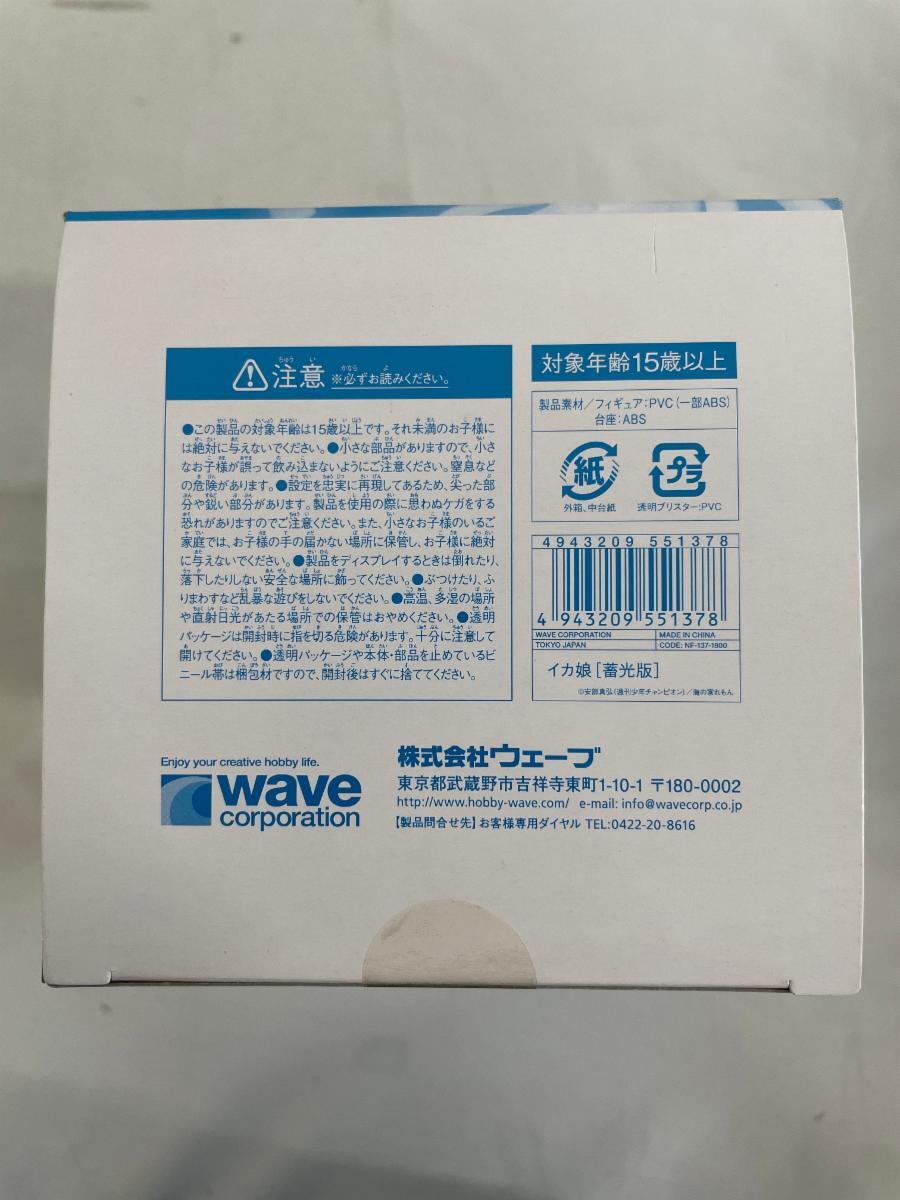 注意 ※必ずお読みください。
●この製品の対象年齢は15歳以上です。それ未満のお子様に
は絶対に与えないでください。●小さな部品がありますので、小さ
なお子様が誤って飲み込まないようにご注意ください。窒息など
の危険があります。●設定を忠実に再現してあるため、尖った部
分や鋭い部分があります。製品を使用の際に思わぬケガをする
恐れがありますのでご注意ください。また、小さなお子様のいるご
家庭では、お子様の手の届かない場所に保管し、お子様に絶対
に与えないでください。●製品をディスプレイするときは倒れたり、
落下したりしない安全な場所に飾ってください。●ぶつけたり、ふ
りまわすなど乱暴な遊びをしないでください。●高温、多湿の場所
や直射日光があたる場所での保管はおやめください。●透明
パッケージは開封時に指を切る危険があります。十分に注意して
開けてください。●透明パッケージや本体・部品を止めているビ
ニール帯は梱包材ですので、開封後はすぐに捨ててください。
対象年齢15歳以上
製品素材/フィギュア:PVC(一部ABS)
台座:ABS
紙 プラ
外箱、中台紙 透明ブリスター:PVC
4943209 551378
4 943209 551378
WAVE CORPORATION MADE IN CHINA
TOKYO JAPAN CODE: NF-137-1800
イカ娘[蓄光版]
©安部真弘(週刊少年チャンピオン)/海の家れもん
Enjoy your creative hobby life.
wave
corporation
株式会社ウェーブ
東京都武蔵野市吉祥寺東町1-10-1 〒180-0002
http://www.hobby-wave.com/ e-mail: info@wavecorp.co.jp
【製品問合せ先】お客様専用ダイヤル TEL:0422-20-8616